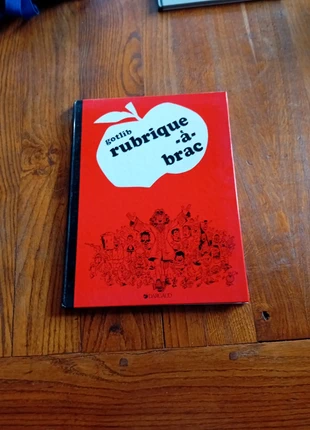 gotlib
rubrique
-à-
brac
DARGAUD